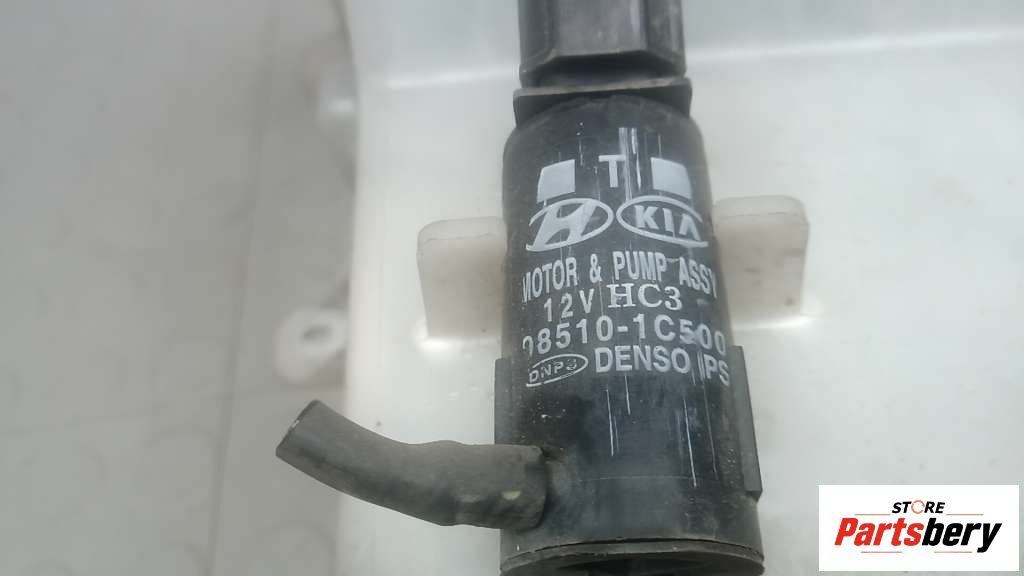 T
H KIA
MOTOR & PUMP ASSY
12V HC3
98510-1C500
DNPS DENSO IPS
STORE
Partsbery